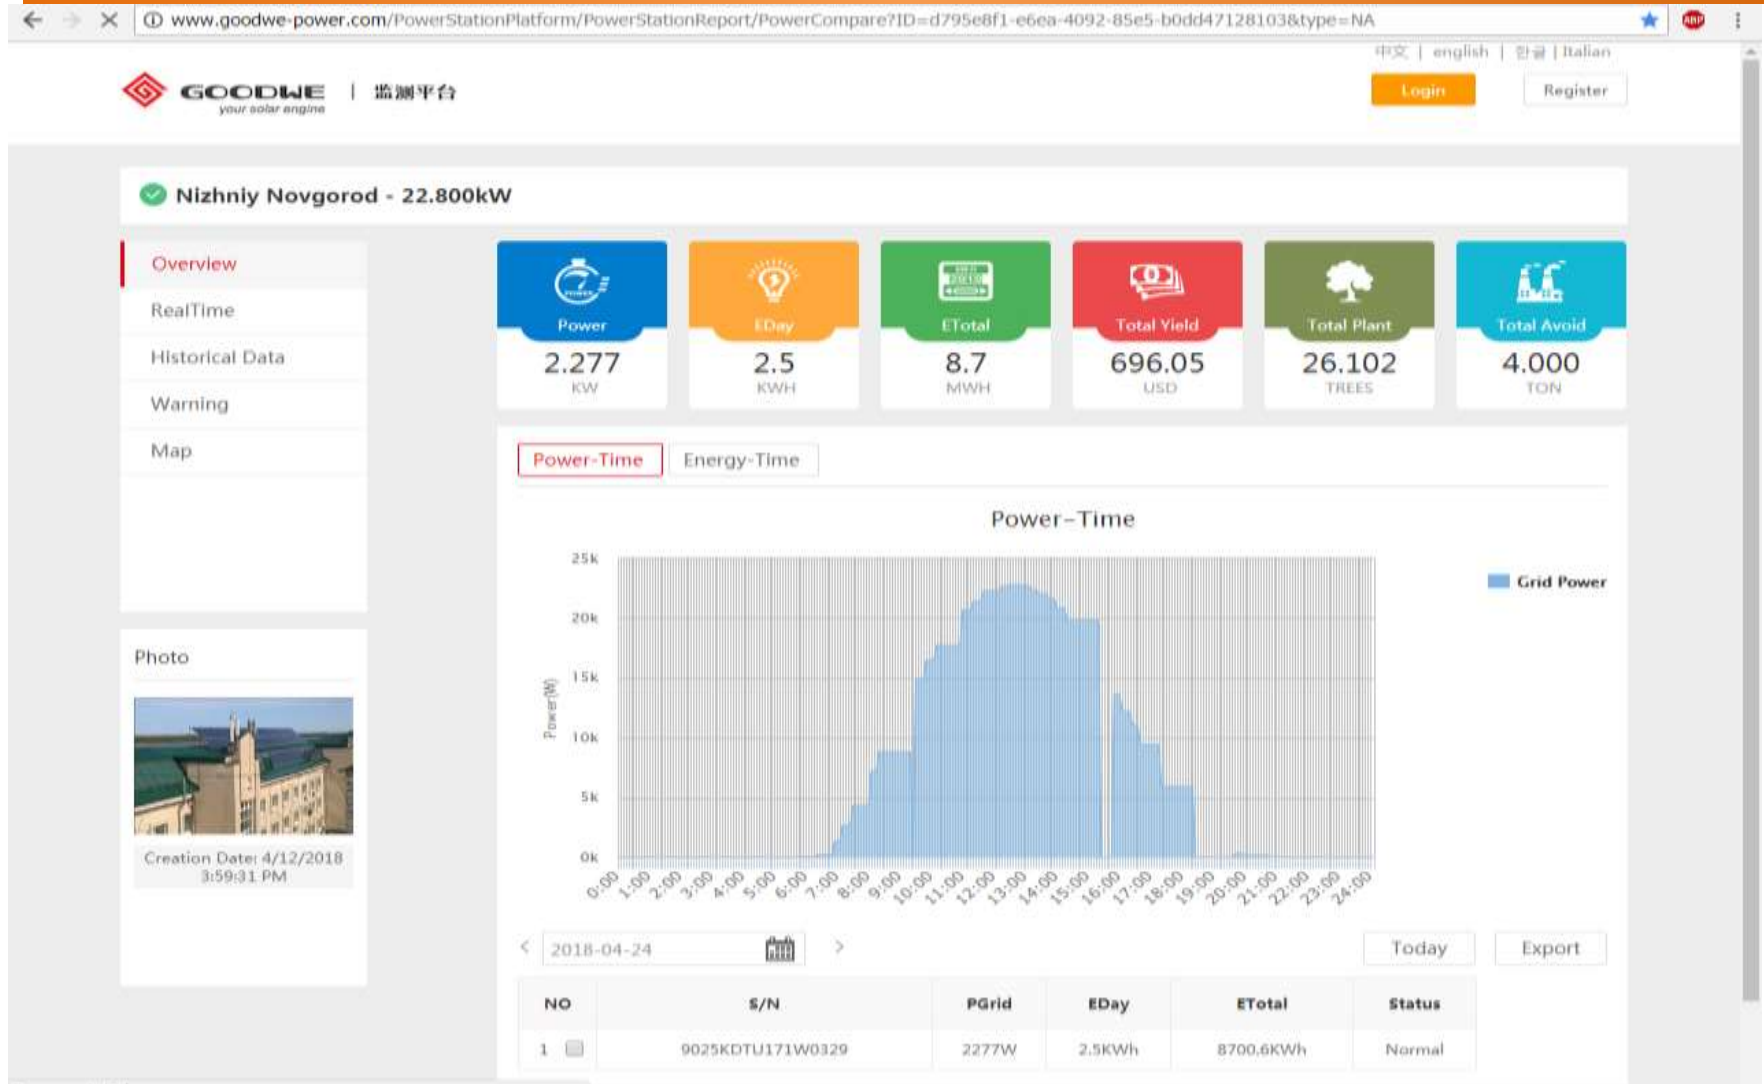 www.goodwe-power.com/PowerStationPlatform/PowerStationReport/PowerCompare?ID=d795e8f1-e6ea-4092-85e5-b0dd47128103&type=NA
ABP
中文 | english | 한글 | Italian
GOODWE | 监测平台
your solar engine
Login
Register
Nizhniy Novgorod - 22.800kW
Overview
RealTime
Historical Data
Warning
Map
Power
2.277
KW
EDay
2.5
KWH
ETotal
8.7
MWH
Total Yield
696.05
USD
Total Plant
26.102
TREES
Total Avoid
4.000
TON
Power-Time
Energy-Time
Power-Time
25k
20k
15k
10k
5k
0k
Power(W)
0:00 1:00 2:00 3:00 4:00 5:00 6:00 7:00 8:00 9:00 10:00 11:00 12:00 13:00 14:00 15:00 16:00 17:00 18:00 19:00 20:00 21:00 22:00 23:00 24:00
Grid Power
Photo
Creation Date: 4/12/2018
3:59:31 PM
< 2018-04-24 >
Today
Export
NO S/N PGrid EDay ETotal Status
1 9025KDTU171W0329 2277W 2.5KWh 8700.6KWh Normal